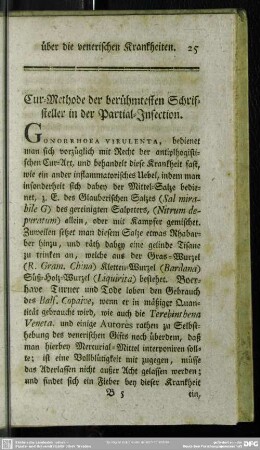 über die venerischen Krankheiten. 25
Cur-Methode der berühmtesten Schrif-
steller in der Partial-Infection.
GONORRHOEA VIRULENTA, bedienet
man sich vorzüglich mit Recht der antiphlogisti-
schen Cur-Art, und behandelt diese Krankheit fast,
wie ein ander inflammatorisches Uebel, indem man
insonderheit sich dabey der Mittel-Salze bedie-
net, z. E. des Glauberischen Salzes (Sal mira-
bile G) des gereinigten Salpeters, (Nitrum de-
puratum) allein, oder mit Kampfer gemischet.
Zuweilen setzet man diesem Salze etwas Rhabar-
ber hinzu, und räth dabey eine gelinde Tisane
zu trinken an, welche aus der Gras-Wurzel
(R. Gram. China) Kletten-Wurzel (Bardana)
Süß-Holz-Wurzel (Liquiritia) bestehet. Boer-
have Turner und Tode loben den Gebrauch
des Balf. Copaive, wenn er in mäßiger Quan-
tität gebraucht wird, wie auch die Terebinthena
Veneta. und einige Autores rathen zu Selbst-
hebung des venerischen Gifts noch überdem, daß
man hierbey Mercurial-Mittel interponiren soll-
te; ist eine Vollblütigkeit mit zugegen, müsse
das Aderlassen nicht außer Acht gelassen werden;
und findet sich ein Fieber bey dieser Krankheit
B 5 ein,